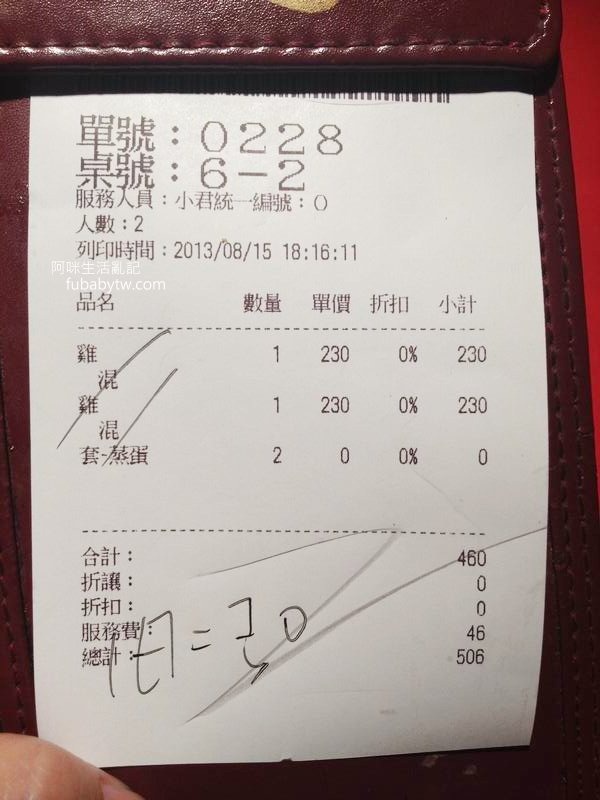 單號：0228
桌號：6-2
服務人員：小君統一編號：()
人數：2
列印時間：2013/08/15 18:16:11
阿咪生活亂記
fubabytw.com
品名 數量 單價 折扣 小計
雞 1 230 0% 230
混
雞 1 230 0% 230
混
套-蒸蛋 2 0 0% 0
合計： 460
折讓： 0
折扣： 0
服務費： 46
總計： 506